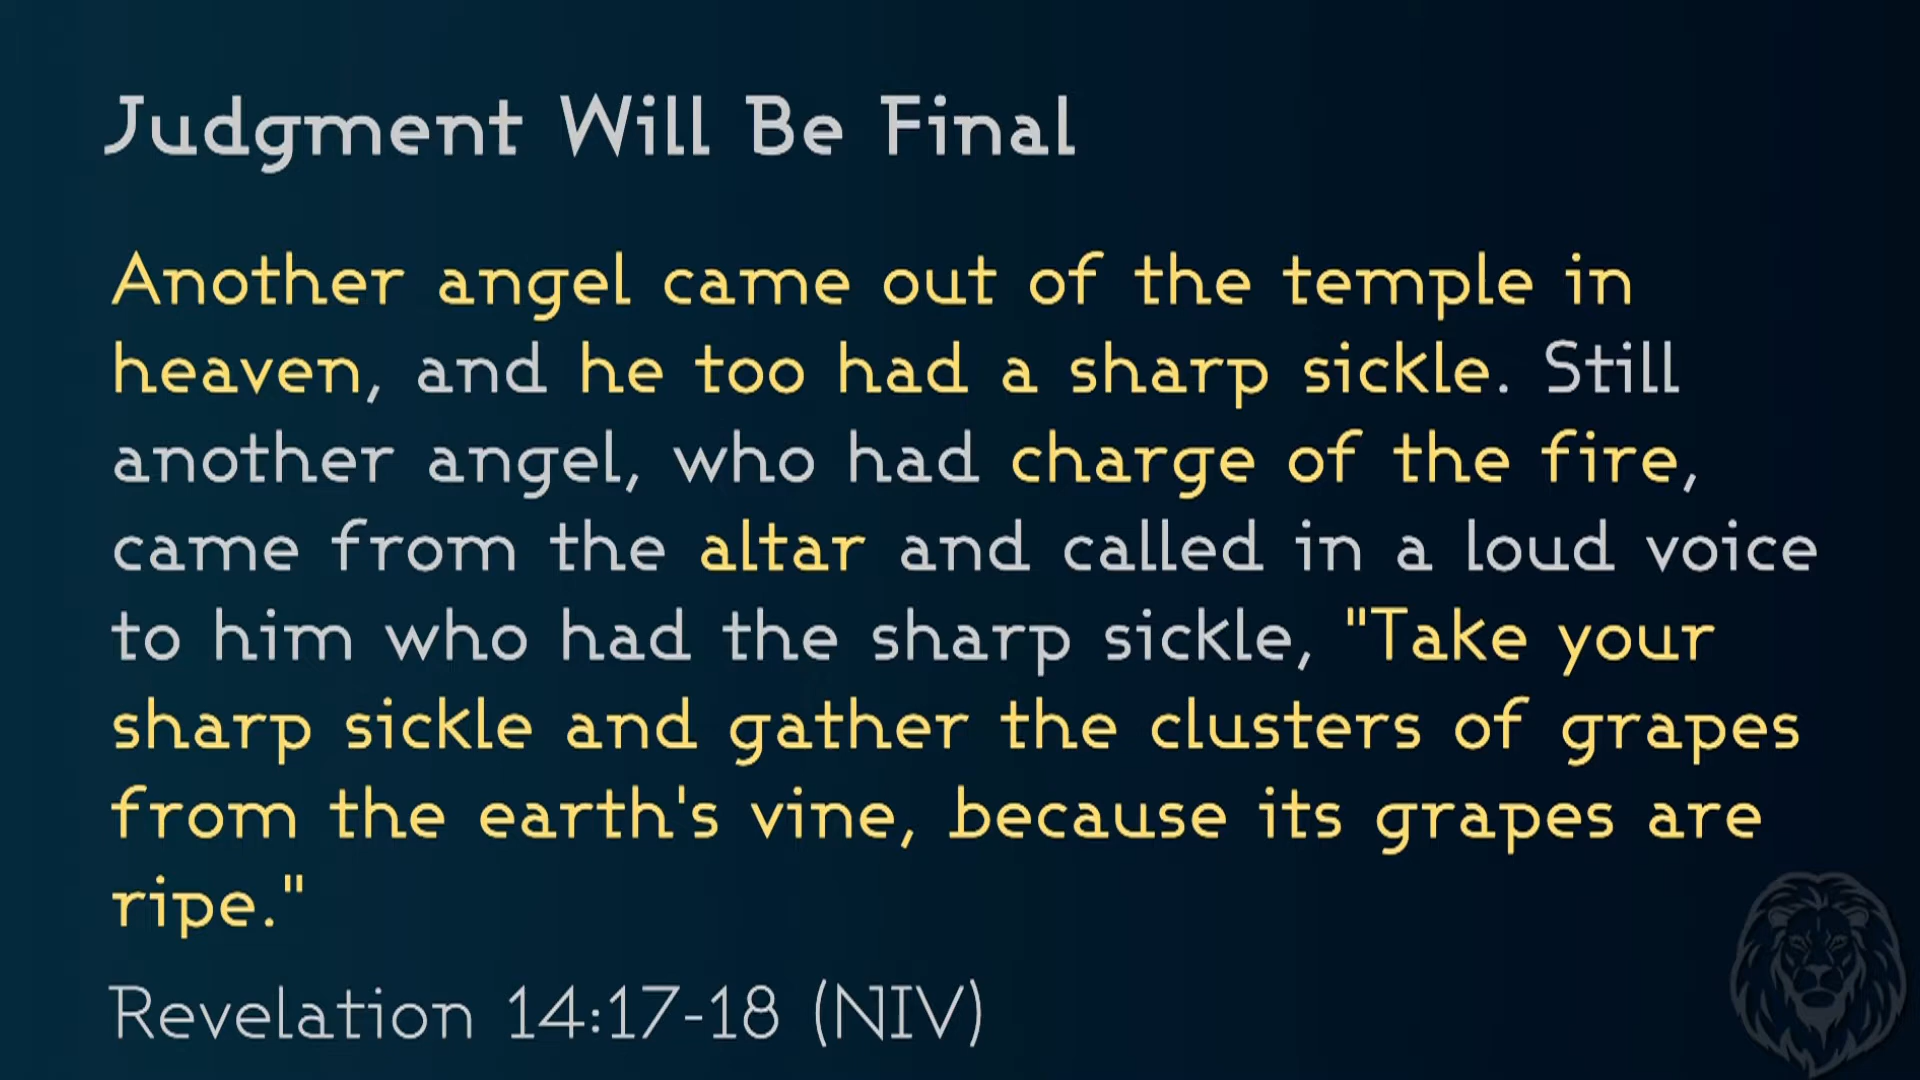 Judgment Will Be Final
Another angel came out of the temple in
heaven, and he too had a sharp sickle. Still
another angel, who had charge of the fire,
came from the altar and called in a loud voice
to him who had the sharp sickle, "Take your
sharp sickle and gather the clusters of grapes
from the earth's vine, because its grapes are
ripe."
Revelation 14:17-18 (NIV)